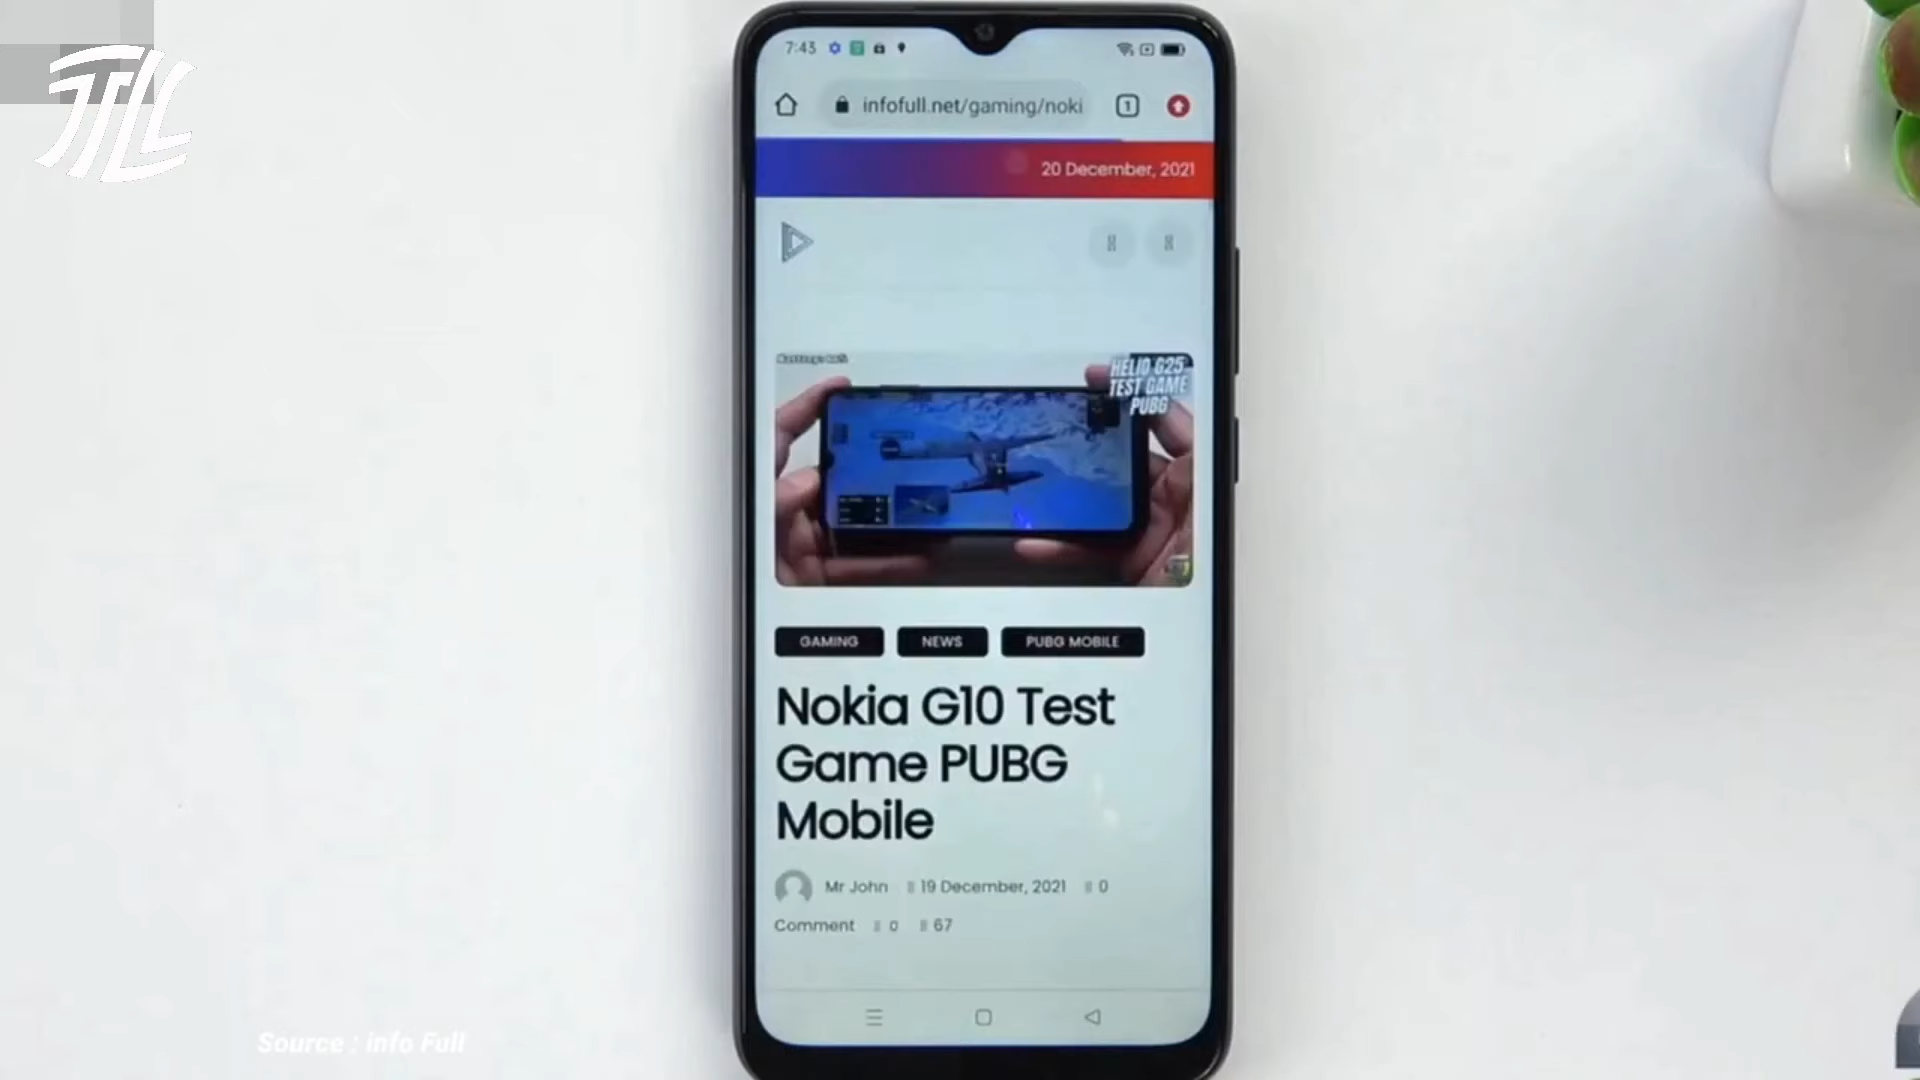 7:43
infofull.net/gaming/noki
1
20 December, 2021
HELIO G25
TEST GAME
PUBG
GAMING NEWS PUBG MOBILE
Nokia G10 Test
Game PUBG
Mobile
Mr John 19 December, 2021 0
Comment 0 67
Source : info Full